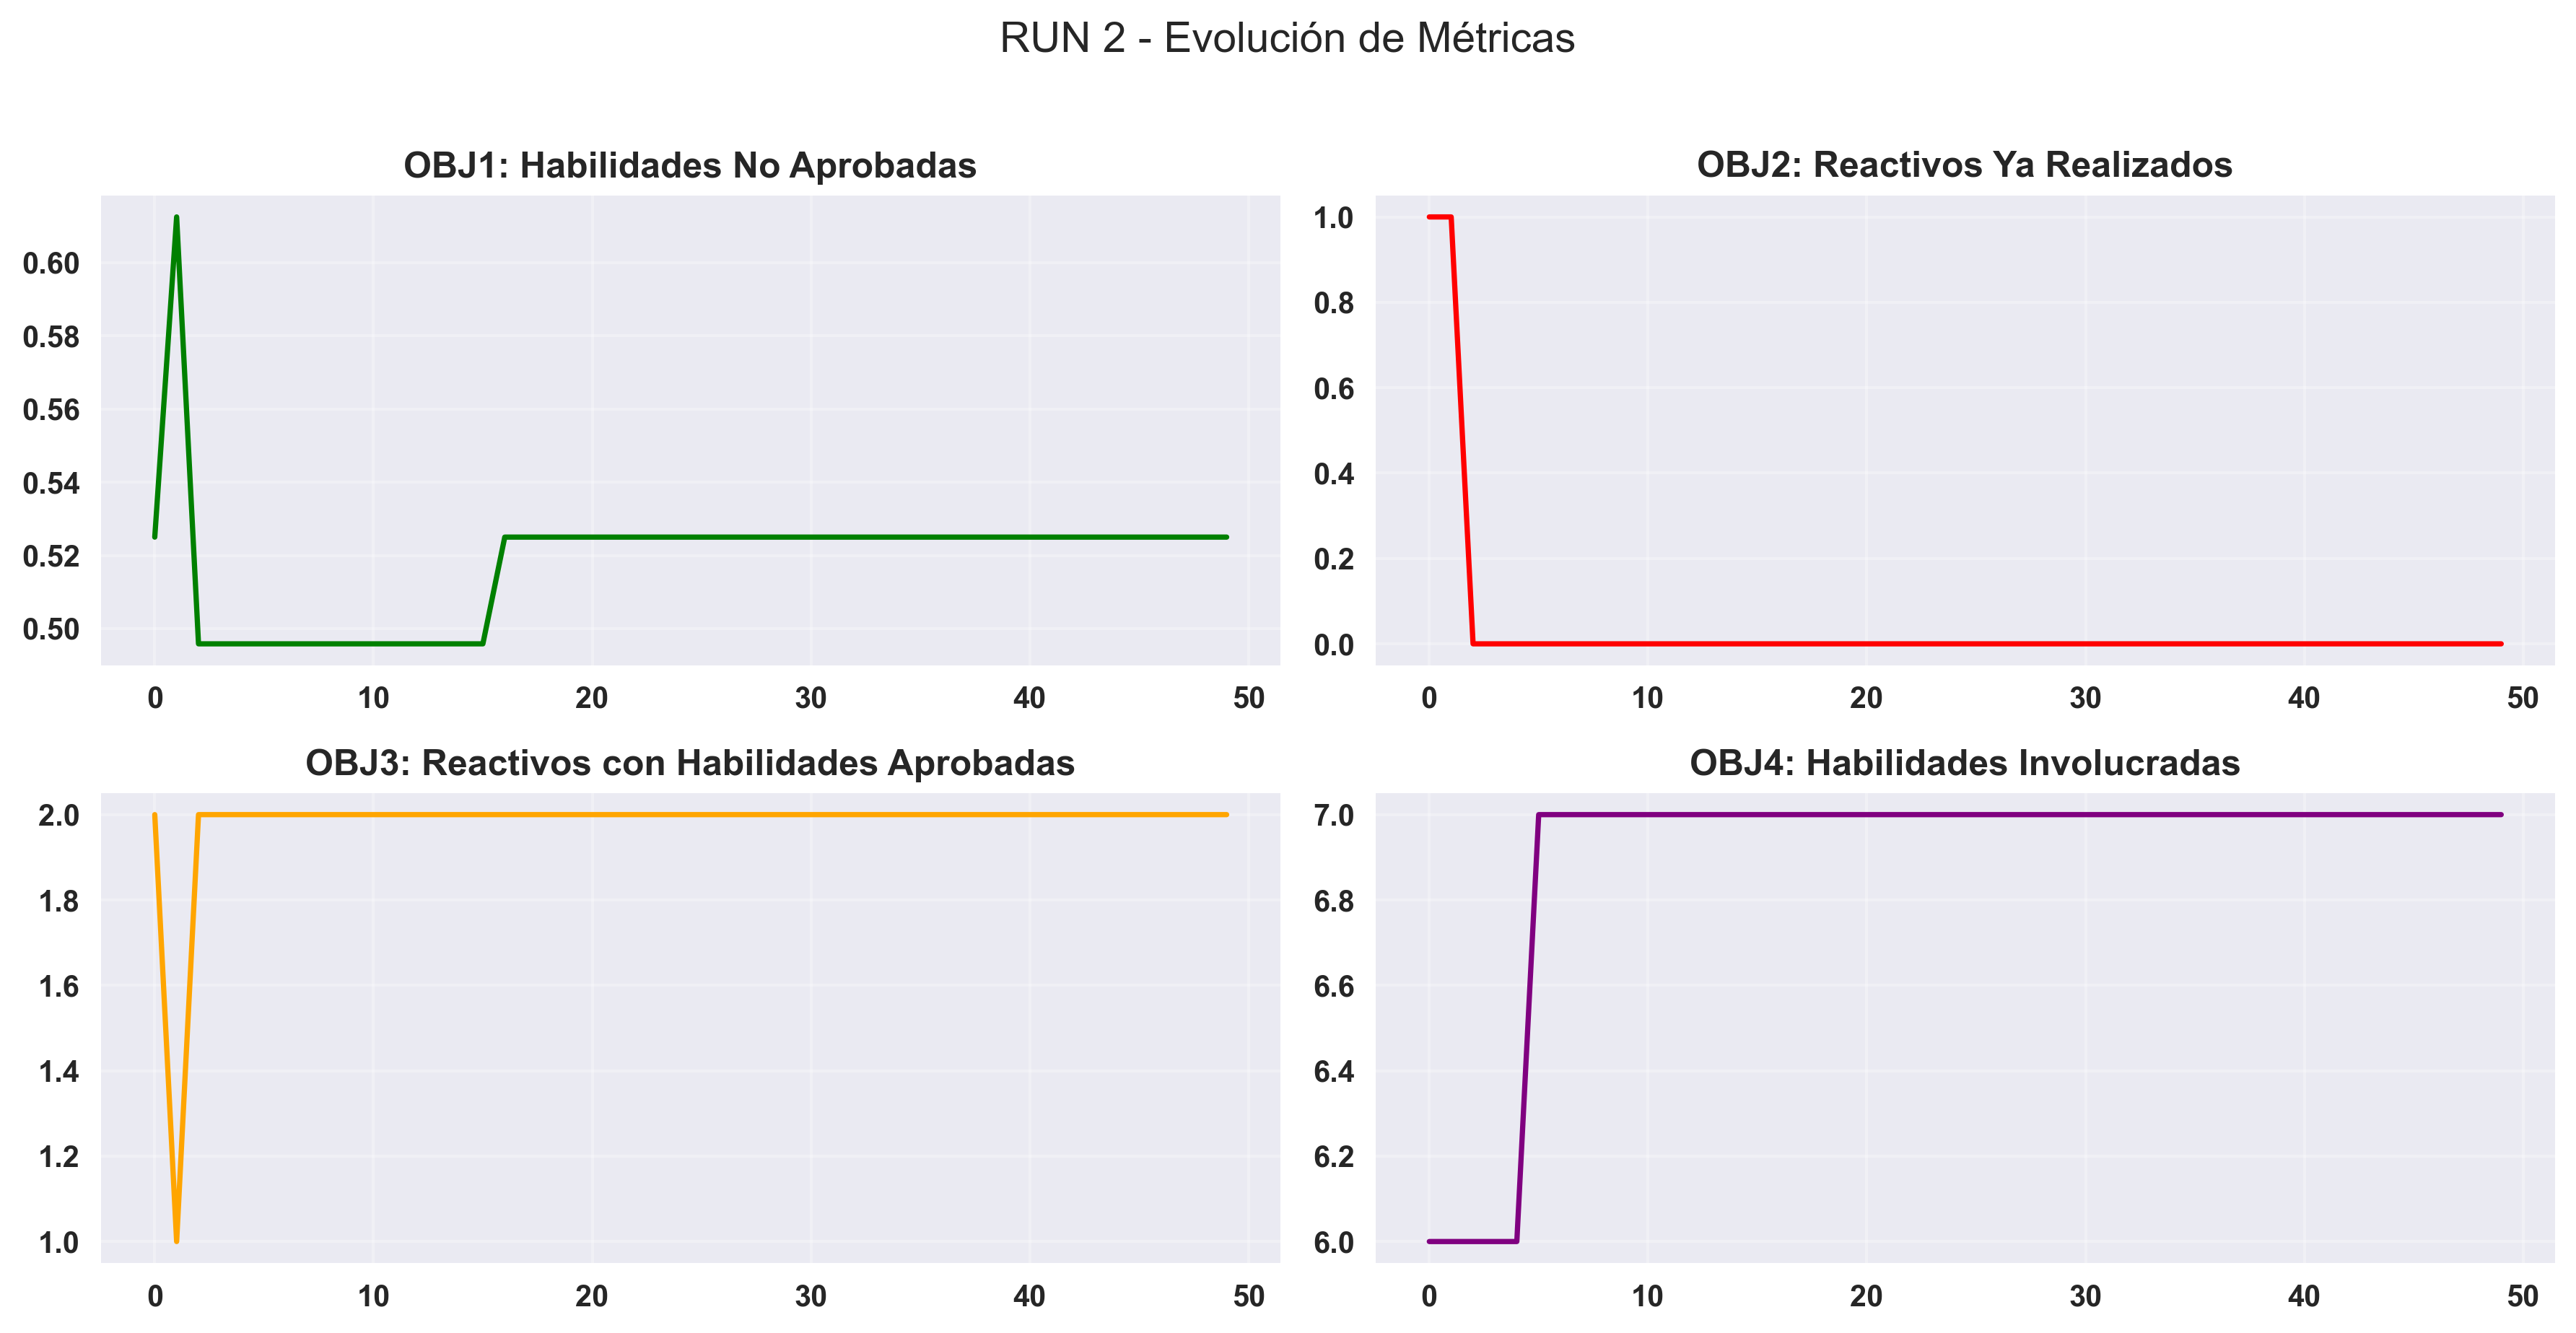 RUN 2 - Evolución de Métricas
OBJ1: Habilidades No Aprobadas
0.60
0.58
0.56
0.54
0.52
0.50
0 10 20 30 40 50
OBJ2: Reactivos Ya Realizados
1.0
0.8
0.6
0.4
0.2
0.0
0 10 20 30 40 50
OBJ3: Reactivos con Habilidades Aprobadas
2.0
1.8
1.6
1.4
1.2
1.0
0 10 20 30 40 50
OBJ4: Habilidades Involucradas
7.0
6.8
6.6
6.4
6.2
6.0
0 10 20 30 40 50